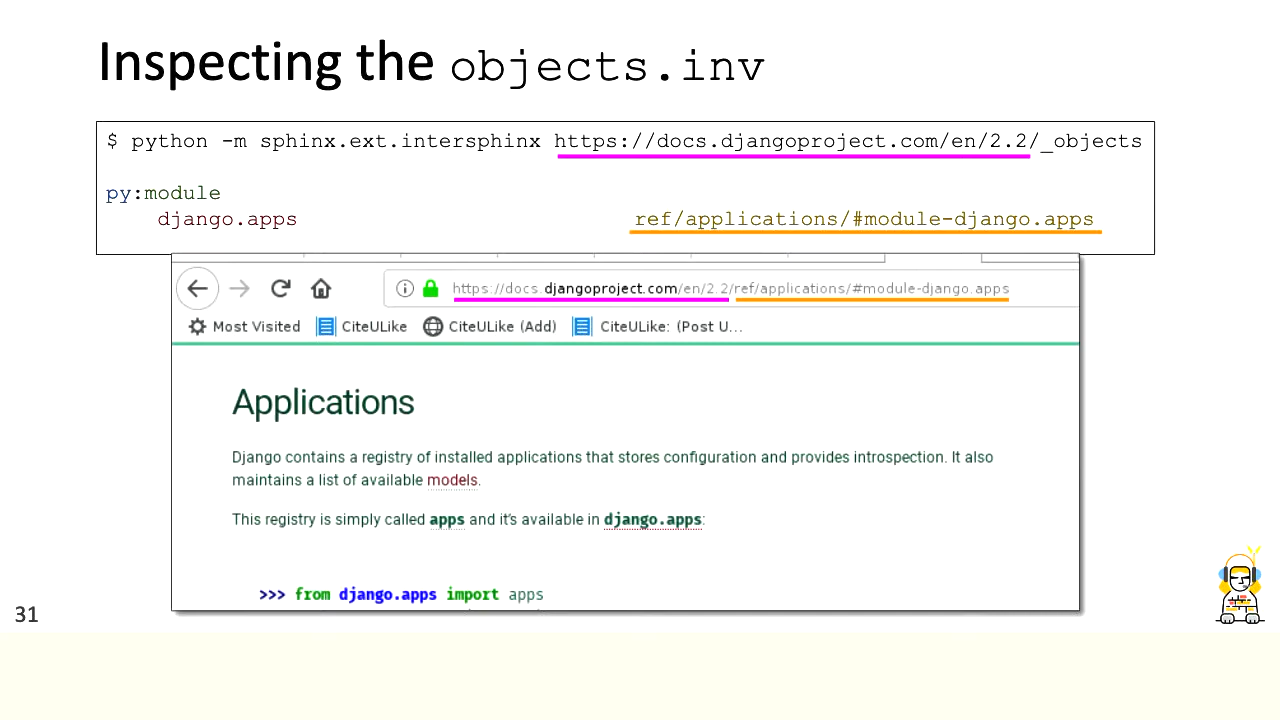 Inspecting the objects.inv
$ python -m sphinx.ext.intersphinx https://docs.djangoproject.com/en/2.2/_objects
py:module
django.apps ref/applications/#module-django.apps
https://docs.djangoproject.com/en/2.2/ref/applications/#module-django.apps
Most Visited CiteULike CiteULike (Add) CiteULike: (Post U...
Applications
Django contains a registry of installed applications that stores configuration and provides introspection. It also
maintains a list of available models.
This registry is simply called apps and it's available in django.apps:
>>> from django.apps import apps
31